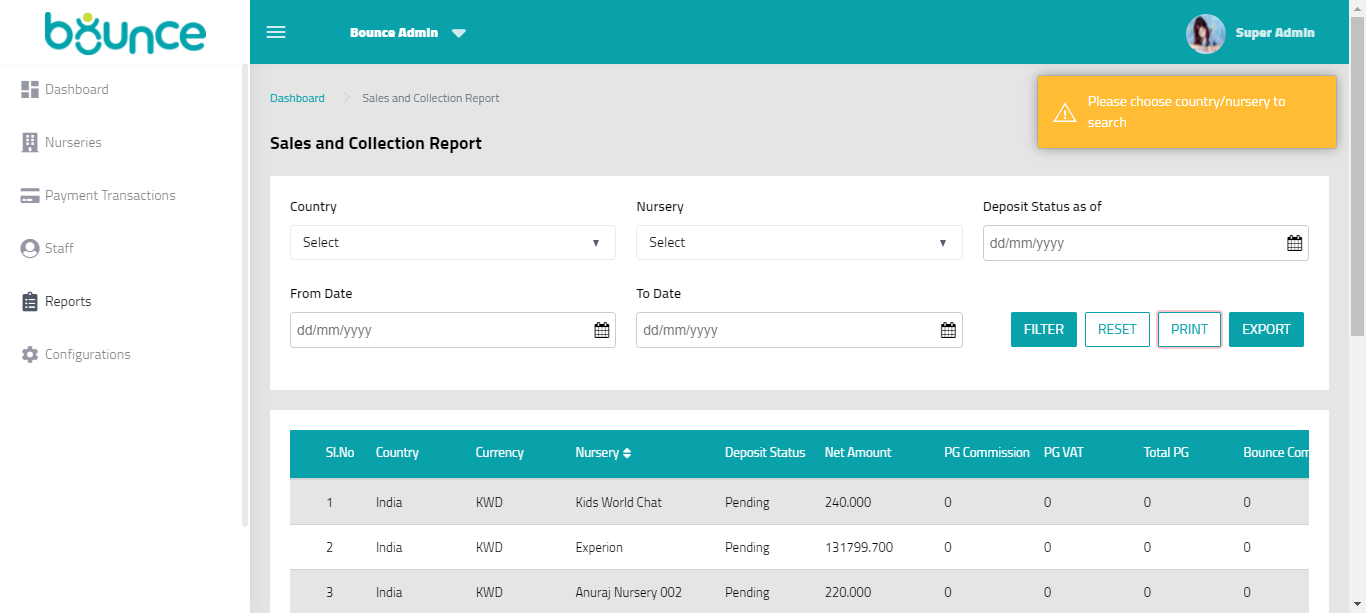 bounce
Bounce Admin
Super Admin
Dashboard
Nurseries
Payment Transactions
Staff
Reports
Configurations
Dashboard
Sales and Collection Report
Please choose country/nursery to
search
Sales and Collection Report
Country
Nursery
Deposit Status as of
Select
Select
dd/mm/yyyy
From Date
To Date
dd/mm/yyyy
dd/mm/yyyy
FILTER RESET PRINT EXPORT
Sl.No Country Currency Nursery Deposit Status Net Amount PG Commission PG VAT Total PG Bounce Com
1 India KWD Kids World Chat Pending 240.000 0 0 0 0
2 India KWD Experion Pending 131799.700 0 0 0 0
3 India KWD Anuraj Nursery 002 Pending 220.000 0 0 0 0